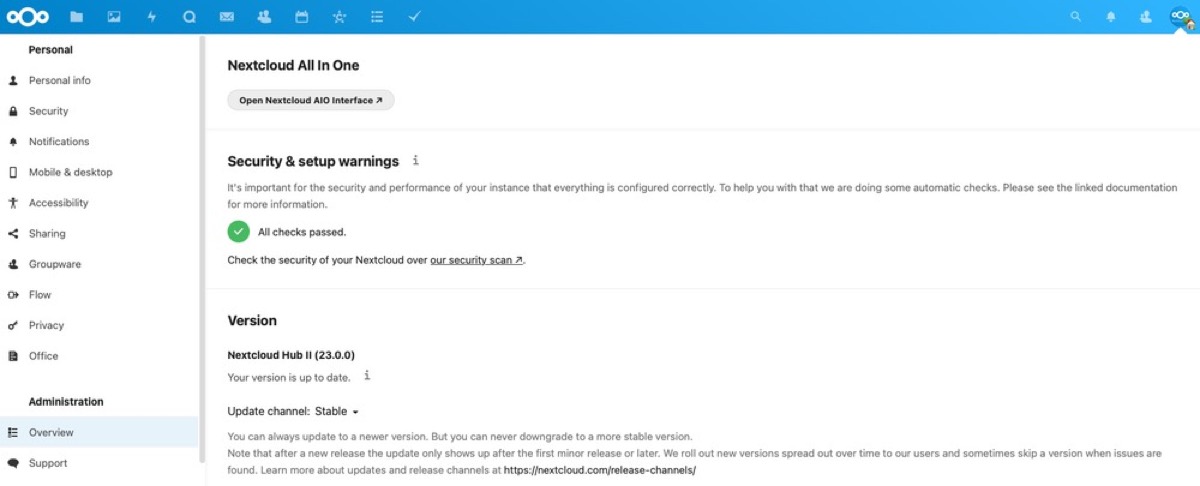 Personal
Personal info
Security
Notifications
Mobile & desktop
Accessibility
Sharing
Groupware
Flow
Privacy
Office
Administration
Overview
Support
Nextcloud All In One
Open Nextcloud AIO Interface ↗
Security & setup warnings i
It's important for the security and performance of your instance that everything is configured correctly. To help you with that we are doing some automatic checks. Please see the linked documentation
for more information.
All checks passed.
Check the security of your Nextcloud over our security scan ↗.
Version
Nextcloud Hub II (23.0.0)
Your version is up to date. i
Update channel: Stable
You can always update to a newer version. But you can never downgrade to a more stable version.
Note that after a new release the update only shows up after the first minor release or later. We roll out new versions spread out over time to our users and sometimes skip a version when issues are
found. Learn more about updates and release channels at https://nextcloud.com/release-channels/